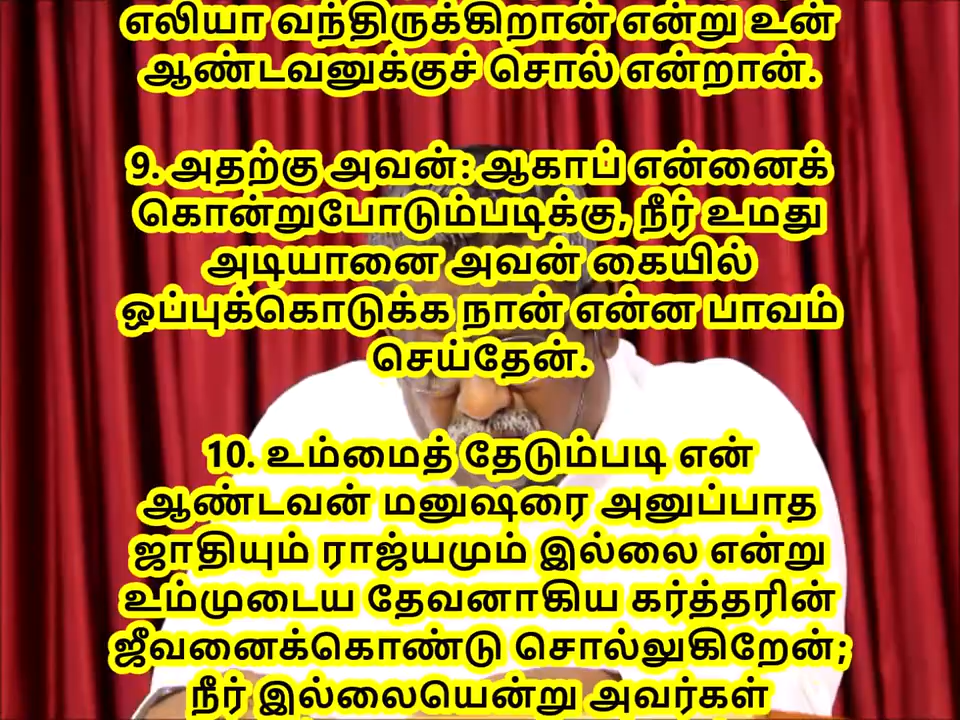 எலியா வந்திருக்கிறான் என்று உன்
ஆண்டவனுக்குச் சொல் என்றான்.
9. அதற்கு அவன்: ஆகாப் என்னைக்
கொன்றுபோடும்படிக்கு, நீர் உமது
அடியானை அவன் கையில்
ஒப்புக்கொடுக்க நான் என்ன பாவம்
செய்தேன்.
10. உம்மைத் தேடும்படி என்
ஆண்டவன் மனுஷரை அனுப்பாத
ஜாதியும் ராஜ்யமும் இல்லை என்று
உம்முடைய தேவனாகிய கர்த்தரின்
ஜீவனைக்கொண்டு சொல்லுகிறேன்;
நீர் இல்லையென்று அவர்கள்